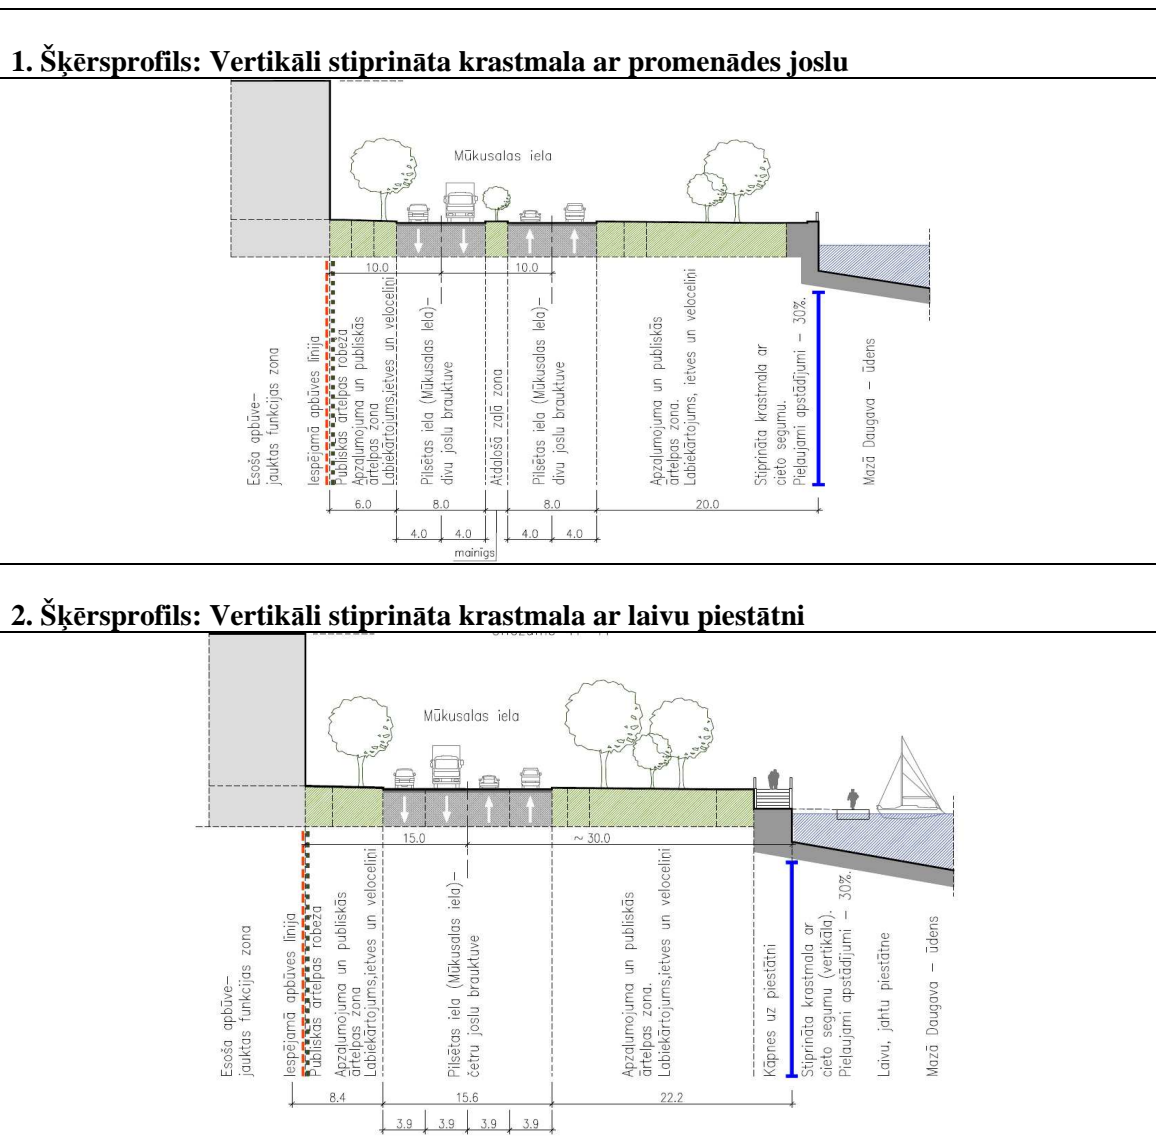 1. Šķērsprofils: Vertikāli stiprināta krastmala ar promenādes joslu
Mūkusalas iela
10.0
10.0
Esoša apbūve–
jauktas funkcijas zona
Iespējamā apbūves līnija
Publiskās ārtelpas robeža
Apzaļumojuma un publiskās
ārtelpas zona
Labiekārtojums,ietves un veloceliņi
Pilsētas iela (Mūkusalas Iela)–
divu joslu brauktuve
Atdalošā zaļā zona
Pilsētas iela (Mūkusalas Iela)–
divu joslu brauktuve
Apzaļumojuma un publiskās
ārtelpas zona.
Labiekārtojums, ietves un veloceliņi
Stiprināta krastmala ar
cieto segumu.
Pieļaujami apstādījumi – 30%.
Mazā Daugava – ūdens
6.0
8.0
8.0
20.0
4.0
4.0
4.0
4.0
mainīgs
2. Šķērsprofils: Vertikāli stiprināta krastmala ar laivu piestātni
Mūkusalas iela
15.0
~ 30.0
Esoša apbūve–
jauktas funkcijas zona
Iespējamā apbūves līnija
Publiskās ārtelpas robeža
Apzaļumojuma un publiskās
ārtelpas zona
Labiekārtojums,ietves un veloceliņi
Pilsētas iela (Mūkusalas iela)–
četru joslu brauktuve
Apzaļumojuma un publiskās
ārtelpas zona.
Labiekārtojums,ietves un veloceliņi
Kāpnes uz piestātni
Stiprināta krastmala ar
cieto segumu (vertikāla).
Pieļaujami apstādījumi – 30%.
Laivu, jahtu piestātne
Mazā Daugava – ūdens
8.4
15.6
22.2
3.9
3.9
3.9
3.9